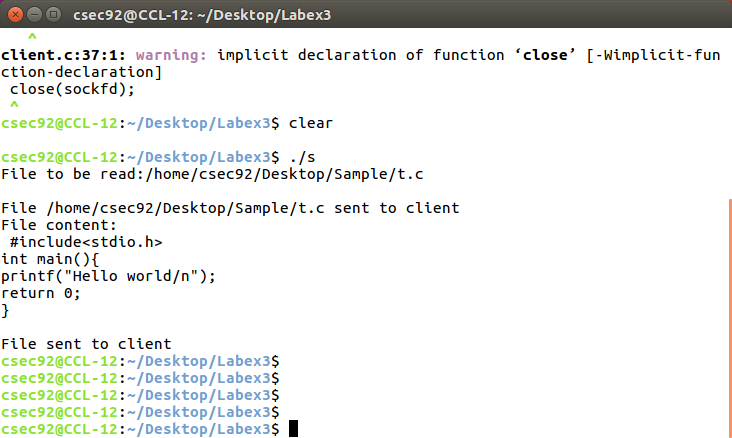 csec92@CCL-12: ~/Desktop/Labex3
^
client.c:37:1: warning: implicit declaration of function ‘close’ [-Wimplicit-fun
ction-declaration]
 close(sockfd);
 ^
csec92@CCL-12:~/Desktop/Labex3$ clear
csec92@CCL-12:~/Desktop/Labex3$ ./s
File to be read:/home/csec92/Desktop/Sample/t.c
File /home/csec92/Desktop/Sample/t.c sent to client
File content:
 #include<stdio.h>
int main(){
printf("Hello world/n");
return 0;
}
File sent to client
csec92@CCL-12:~/Desktop/Labex3$
csec92@CCL-12:~/Desktop/Labex3$
csec92@CCL-12:~/Desktop/Labex3$
csec92@CCL-12:~/Desktop/Labex3$
csec92@CCL-12:~/Desktop/Labex3$